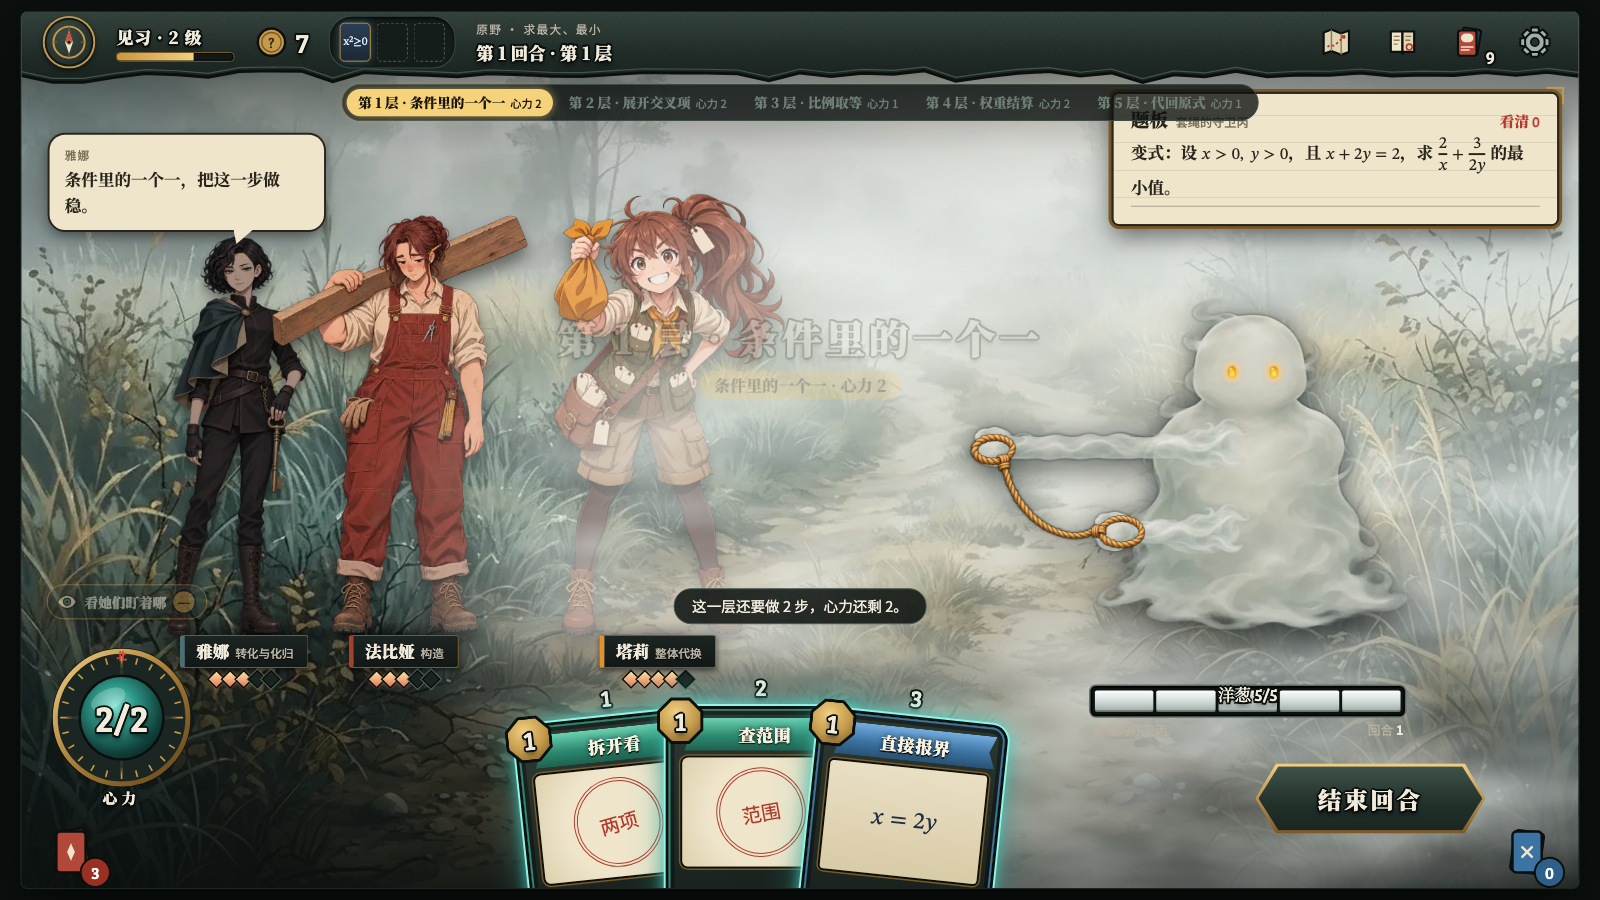 见习·2 级
? 7
x²≥0
原野 · 求最大、最小
第1回合·第1层
9
第 1 层 · 条件里的一个一 心力 2
第 2 层 · 展开交叉项 心力 2
第 3 层 · 比例取等 心力 1
第 4 层 · 权重结算 心力 2
第 5 层 · 代回原式 心力 1
题板 套绳的守卫丙
看清 0
变式：设 x > 0, y > 0，且 x + 2y = 2，求 2/x + 3/2y 的最
小值。
雅娜
条件里的一个一，把这一步做
稳。
第 1 层 · 条件里的一个一
条件里的一个一 · 心力 2
看她们盯着哪
这一层还要做 2 步，心力还剩 2。
雅娜 转化与化归
法比娅 构造
塔莉 整体代换
2/2
心力
3
1
1
拆开看
两项
2
1
查范围
范围
3
1
直接报界
x = 2y
洋葱5/5
回合 1
结束回合
0